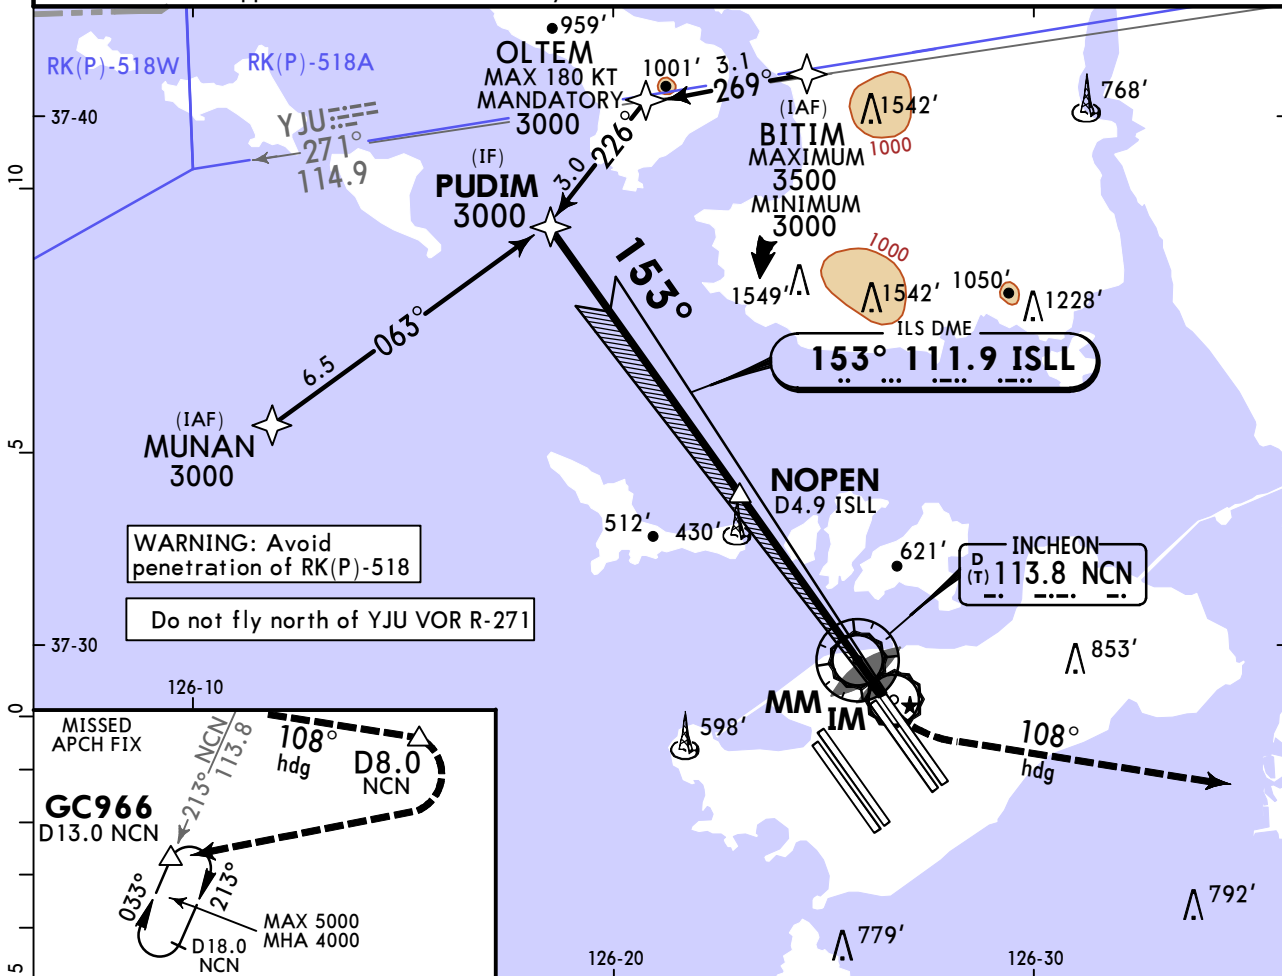 959'
OLTEM
MAX 180 KT
MANDATORY
3000
1001'
3.1
269°
RK(P)-518W
RK(P)-518A
37-40
YJU
271°
114.9
226°
3.0
(IF)
PUDIM
3000
(IAF)
BITIM
MAXIMUM
3500
MINIMUM
3000
1542'
1000
768'
10
153°
1000
1549'
1542'
1050'
1228'
ILS DME
153° 111.9 ISLL
063°
6.5
(IAF)
MUNAN
3000
5
NOPEN
D4.9 ISLL
512'
430'
621'
WARNING: Avoid
penetration of RK(P)-518
Do not fly north of YJU VOR R-271
INCHEON
D
(T) 113.8 NCN
37-30
853'
126-10
0
MM
IM
598'
108°
hdg
MISSED
APCH FIX
213° NCN
113.8
108°
hdg
D8.0
NCN
GC966
D13.0 NCN
033°
213°
MAX 5000
MHA 4000
D18.0
NCN
792'
779'
126-20
126-30
5